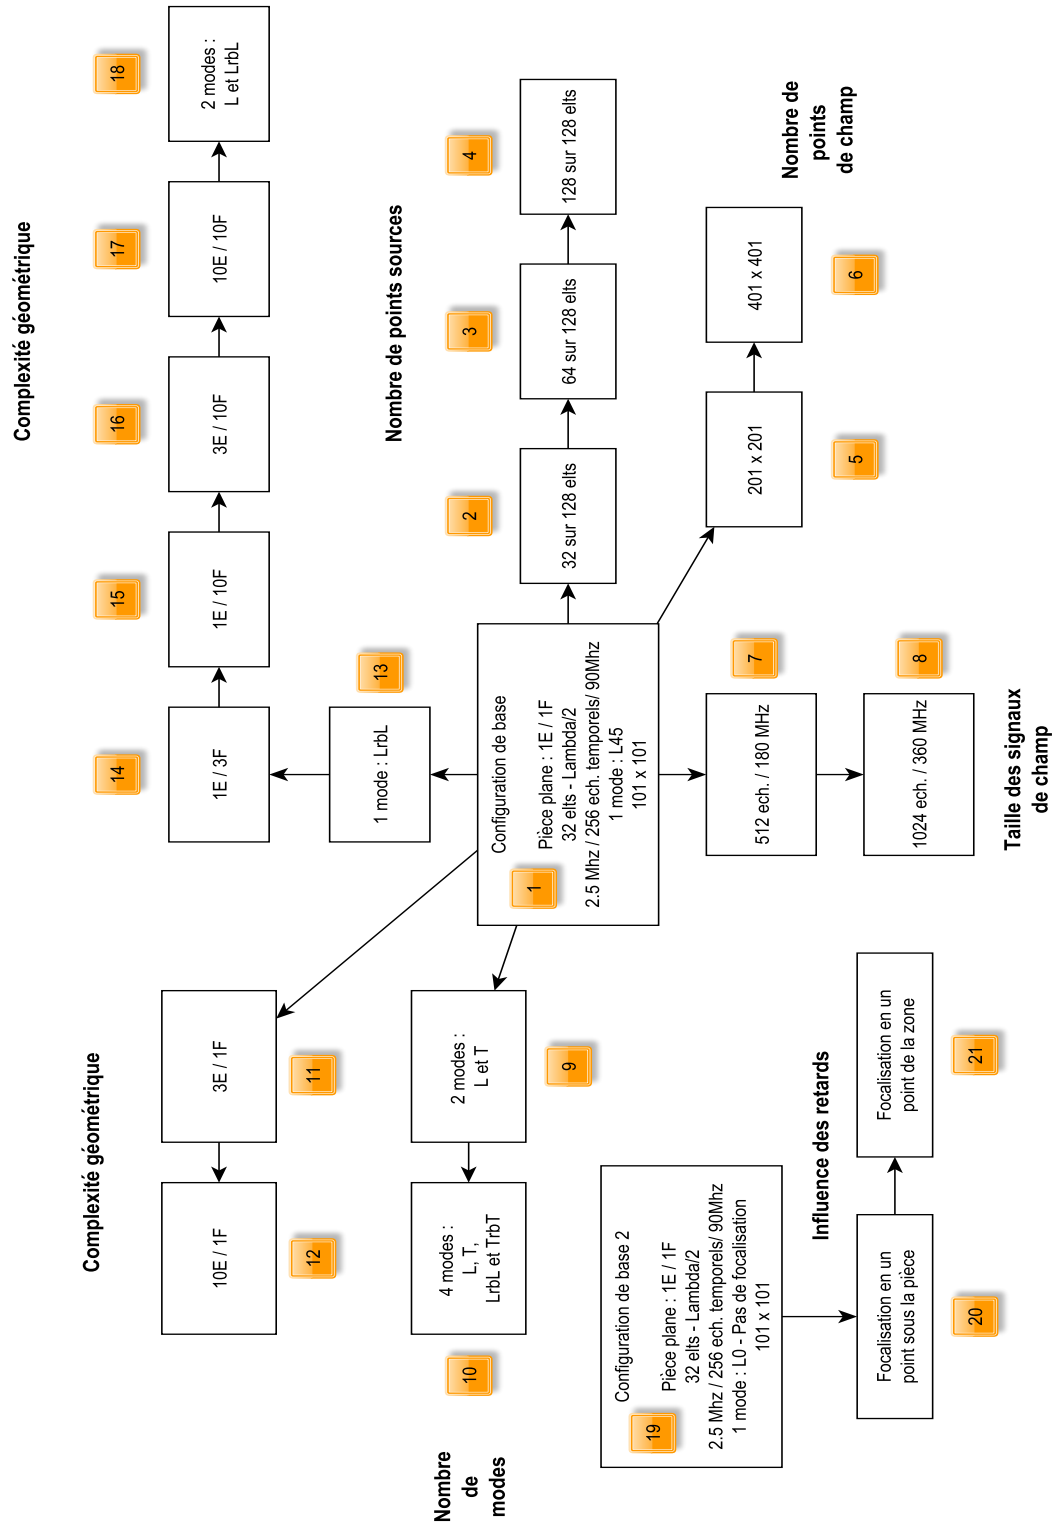 Complexité géométrique
12
10E / 1F
11
3E / 1F
Complexité géométrique
14
1E / 3F
15
1E / 10F
16
3E / 10F
17
10E / 10F
18
2 modes :
L et LrbL
13
1 mode : LrbL
Nombre
de
modes
10
4 modes :
L, T,
LrbL et TrbT
9
2 modes :
L et T
1
Configuration de base
Pièce plane : 1E / 1F
32 elts - Lambda/2
2.5 Mhz / 256 ech. temporels/ 90Mhz
1 mode : L45
101 x 101
Nombre de points sources
2
32 sur 128 elts
3
64 sur 128 elts
4
128 sur 128 elts
Nombre de
points
de champ
5
201 x 201
6
401 x 401
7
512 ech. / 180 MHz
8
1024 ech. / 360 MHz
Taille des signaux
de champ
19
Configuration de base 2
Pièce plane : 1E / 1F
32 elts - Lambda/2
2.5 Mhz / 256 ech. temporels/ 90Mhz
1 mode : L0 - Pas de focalisation
101 x 101
Influence des retards
20
Focalisation en un
point sous la pièce
21
Focalisation en un
point de la zone